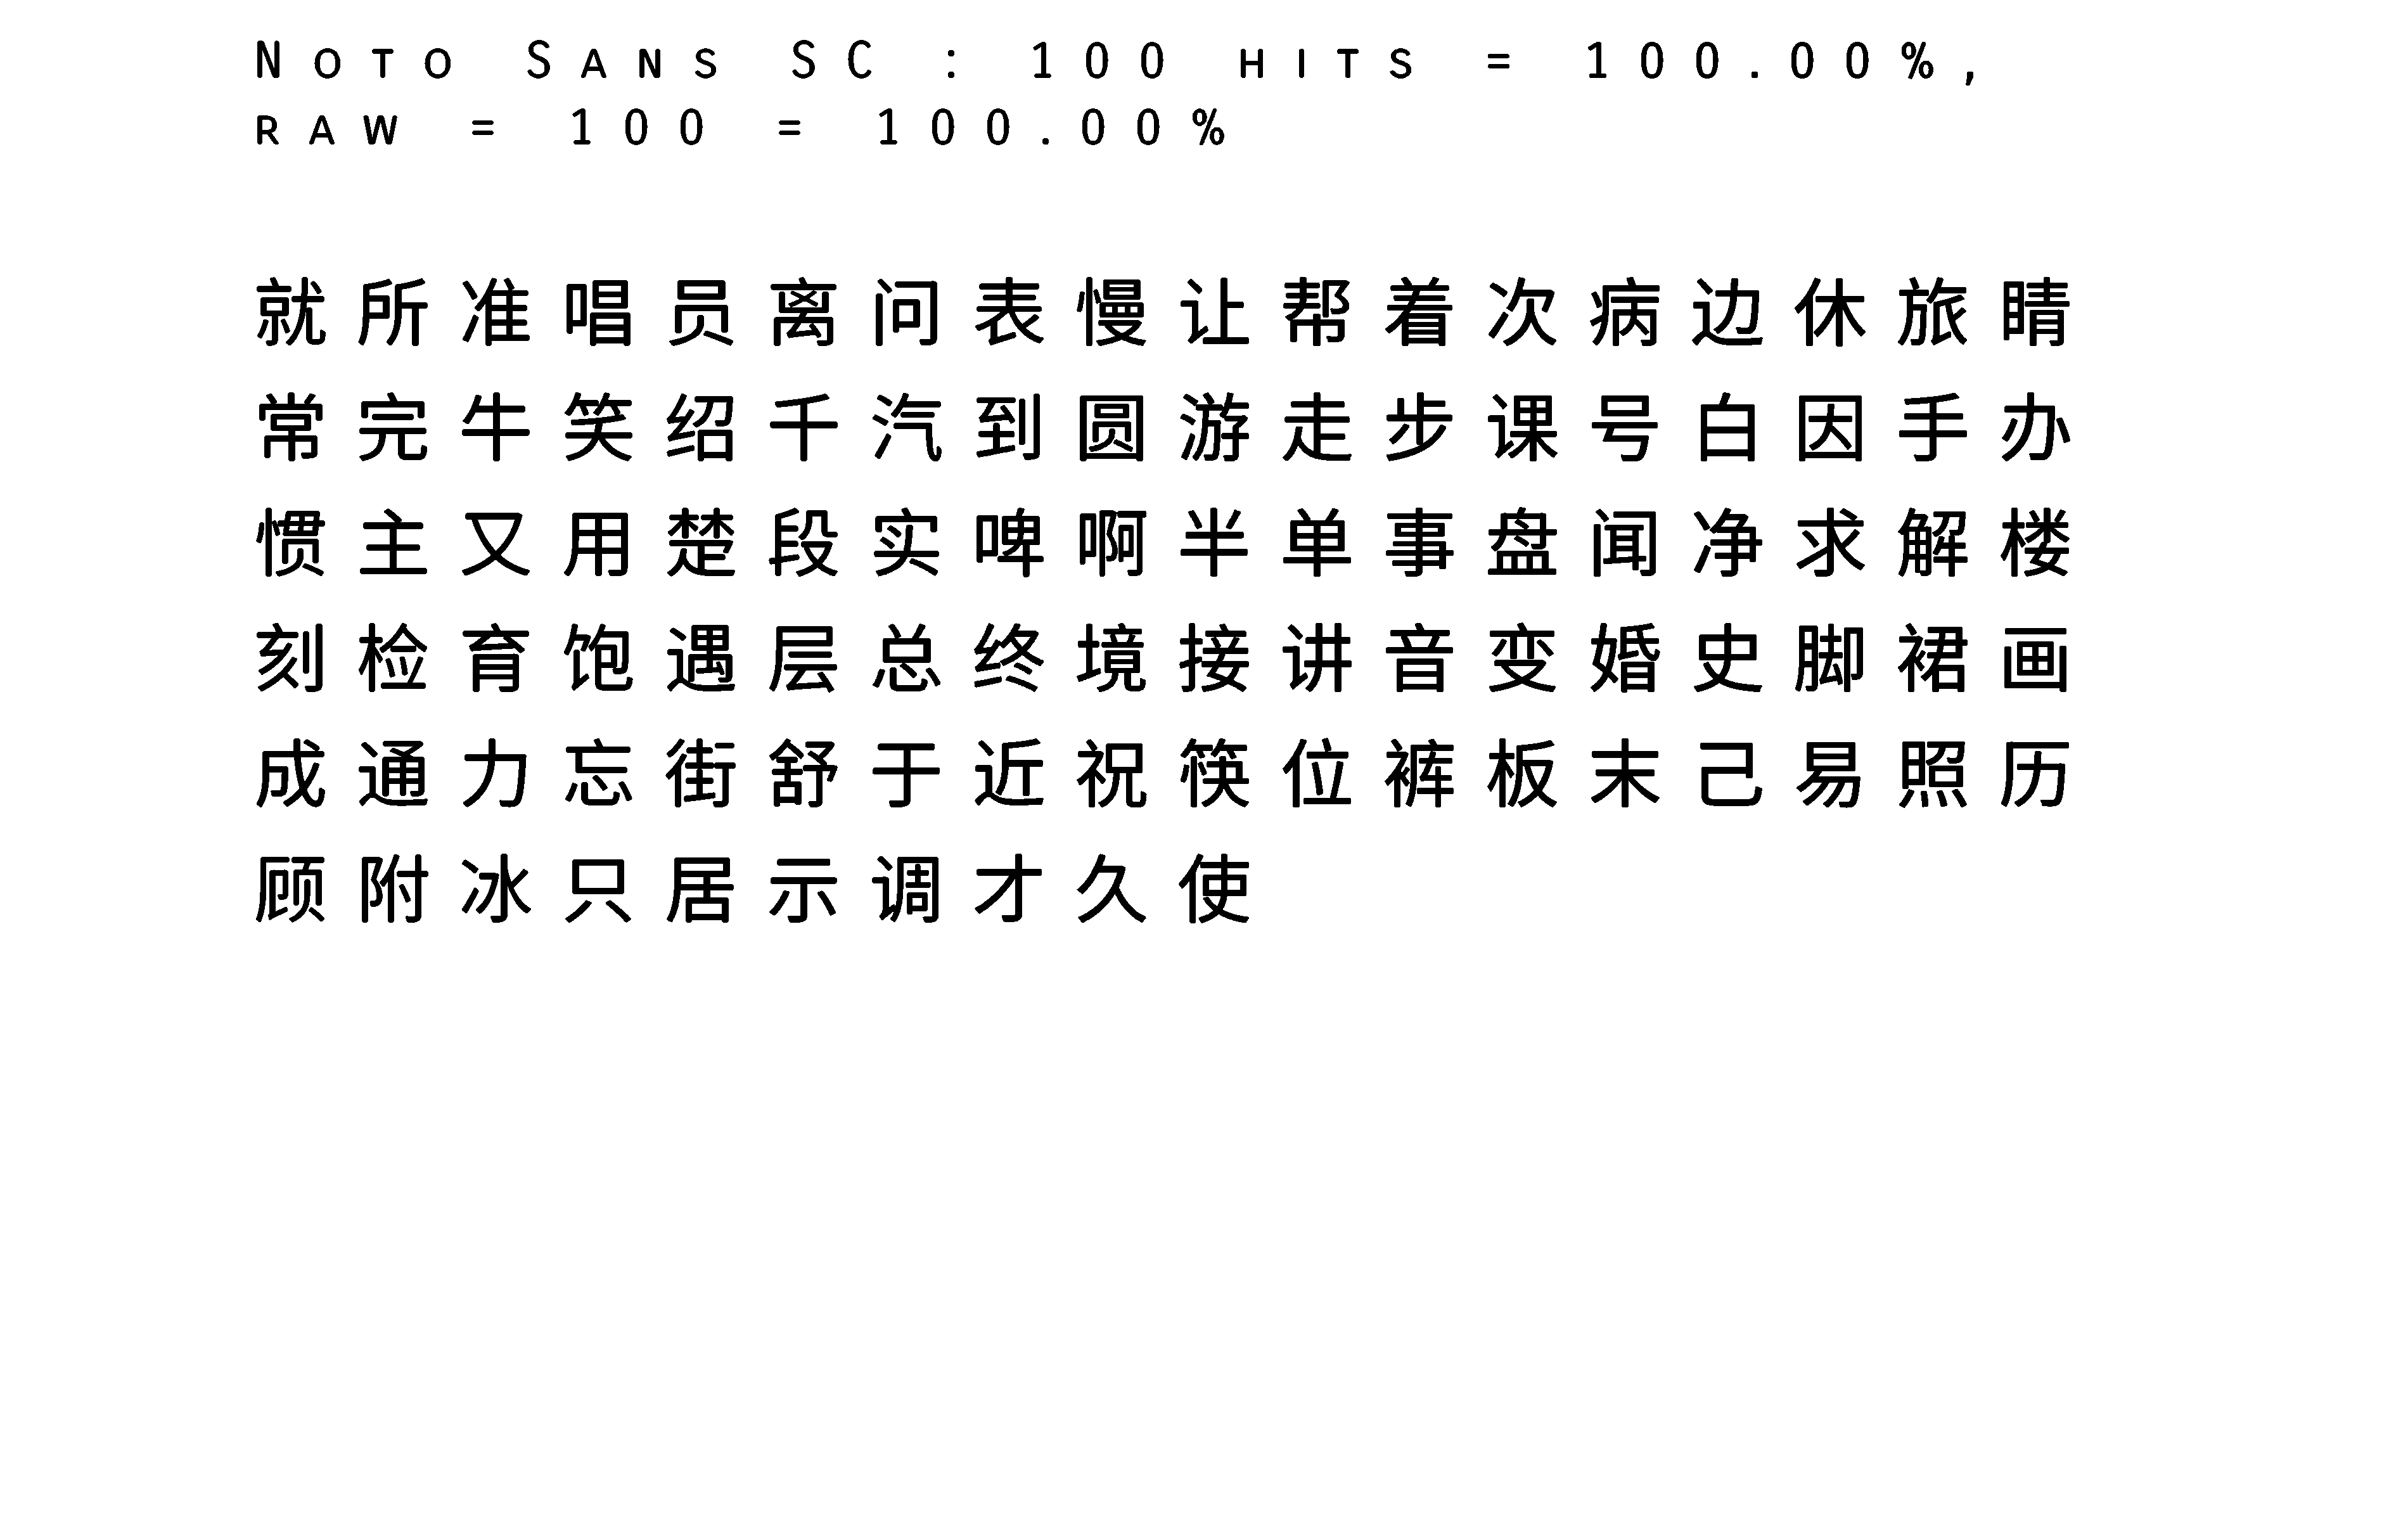 Noto Sans SC : 100 hits = 100.00%,
raw = 100 = 100.00%
就所准唱员离问表慢让帮着次病边休旅睛
常完牛笑绍千汽到圆游走步课号白因手办
惯主又用楚段实啤啊半单事盘闻净求解楼
刻检育饱遇层总终境接讲音变婚史脚裙画
成通力忘街舒于近祝筷位裤板末己易照历
顾附冰只居示调才久使